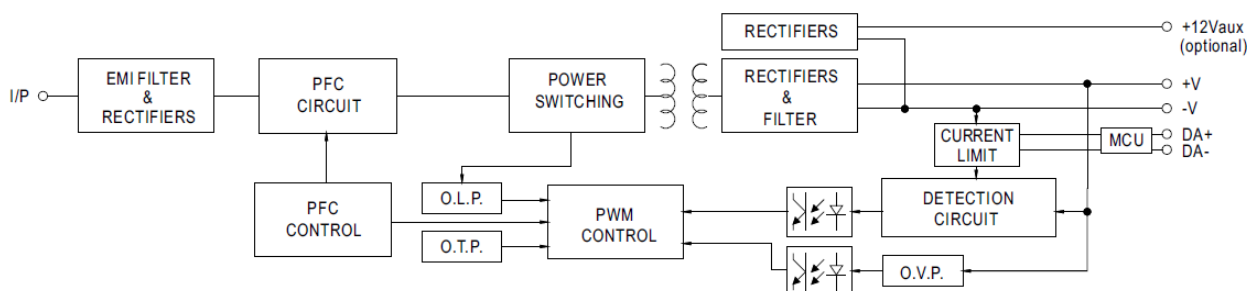 RECTIFIERS
+12Vaux
(optional)
I/P
EMI FILTER
&
RECTIFIERS
PFC
CIRCUIT
POWER
SWITCHING
RECTIFIERS
&
FILTER
+V
-V
CURRENT
LIMIT
MCU
DA+
DA-
PFC
CONTROL
O.L.P.
O.T.P.
PWM
CONTROL
DETECTION
CIRCUIT
O.V.P.